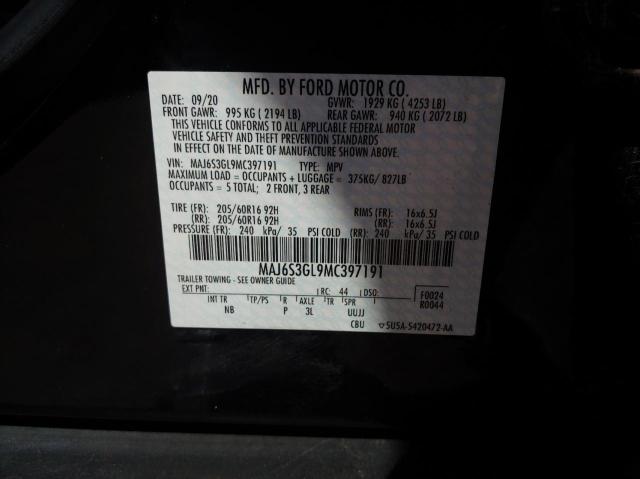 MFD. BY FORD MOTOR CO.
DATE: 09/20 GVWR: 1929 KG ( 4253 LB)
FRONT GAWR: 995 KG ( 2194 LB) REAR GAWR: 940 KG ( 2072 LB)
THIS VEHICLE CONFORMS TO ALL APPLICABLE FEDERAL MOTOR
VEHICLE SAFETY AND THEFT PREVENTION STANDARDS
IN EFFECT ON THE DATE OF MANUFACTURE SHOWN ABOVE.
VIN: MAJ6S3GL9MC397191 TYPE: MPV
MAXIMUM LOAD = OCCUPANTS + LUGGAGE = 375KG/ 827LB
OCCUPANTS = 5 TOTAL; 2 FRONT, 3 REAR
TIRE (FR): 205/60R16 92H RIMS (FR): 16x6.5J
(RR): 205/60R16 92H (RR): 16x6.5J
PRESSURE (FR): 240 kPa/ 35 PSI COLD (RR): 240 kPa/ 35 PSI COLD
MAJ6S3GL9MC397191
TRAILER TOWING - SEE OWNER GUIDE
EXT PNT: RC: 44 DSO: F0024
R0044
INT TR TP/PS R AXLE TR SPR
NB P 3L UUJJ
CBU 5U5A-5420472-AA